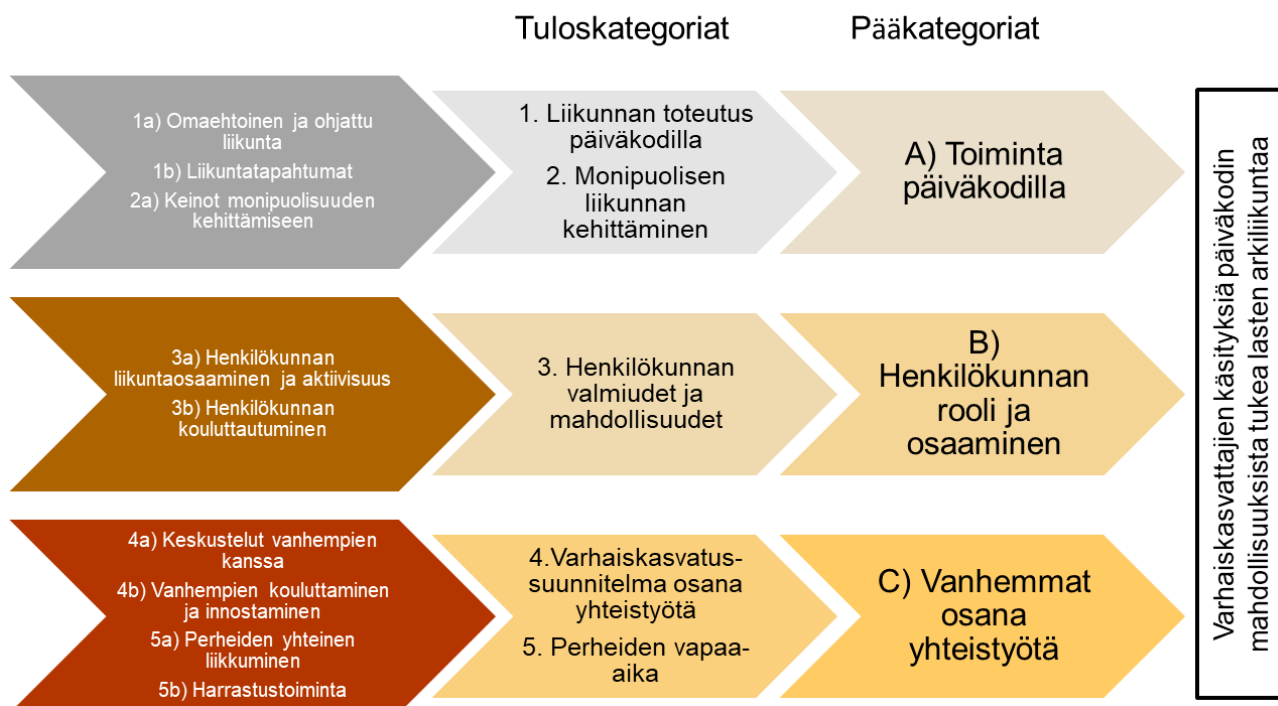 Tuloskategoriat
Pääkategoriat
1a) Omaehtoinen ja ohjattu
liikunta
1b) Liikuntatapahtumat
2a) Keinot monipuolisuuden
kehittämiseen
1. Liikunnan toteutus
päiväkodilla
2. Monipuolisen
liikunnan
kehittäminen
A) Toiminta
päiväkodilla
3a) Henkilökunnan
liikuntaosaaminen ja aktiivisuus
3b) Henkilökunnan
kouluttautuminen
3. Henkilökunnan
valmiudet ja
mahdollisuudet
B)
Henkilökunnan
rooli ja
osaaminen
4a) Keskustelut vanhempien
kanssa
4b) Vanhempien kouluttaminen
ja innostaminen
5a) Perheiden yhteinen
liikkuminen
5b) Harrastustoiminta
4.Varhaiskasvatus-
suunnitelma osana
yhteistyötä
5. Perheiden vapaa-
aika
C) Vanhemmat
osana
yhteistyötä
Varhaiskasvattajien käsityksiä päiväkodin
mahdollisuuksista tukea lasten arkiliikuntaa